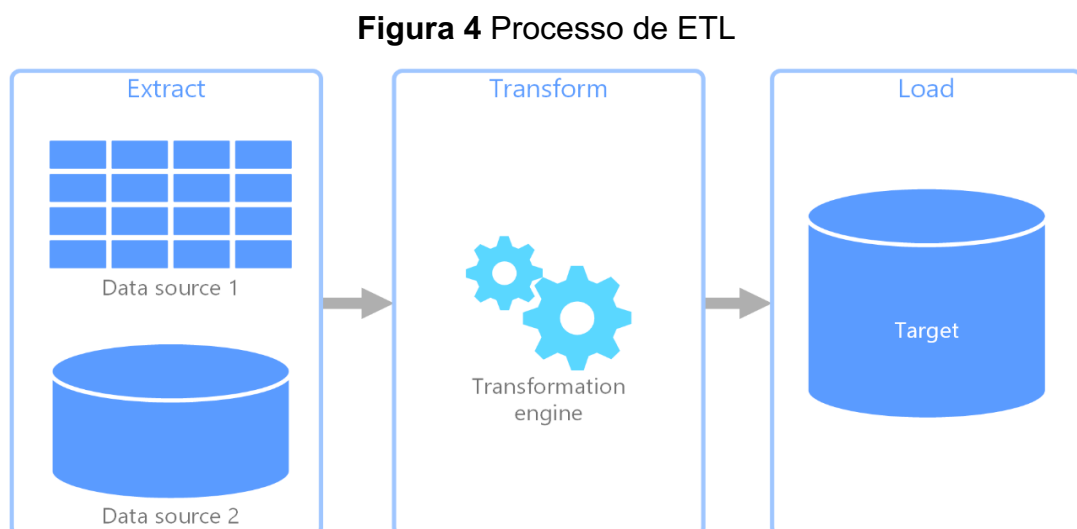 Figura 4 Processo de ETL
Extract
Data source 1
Data source 2
Transform
Transformation
engine
Load
Target